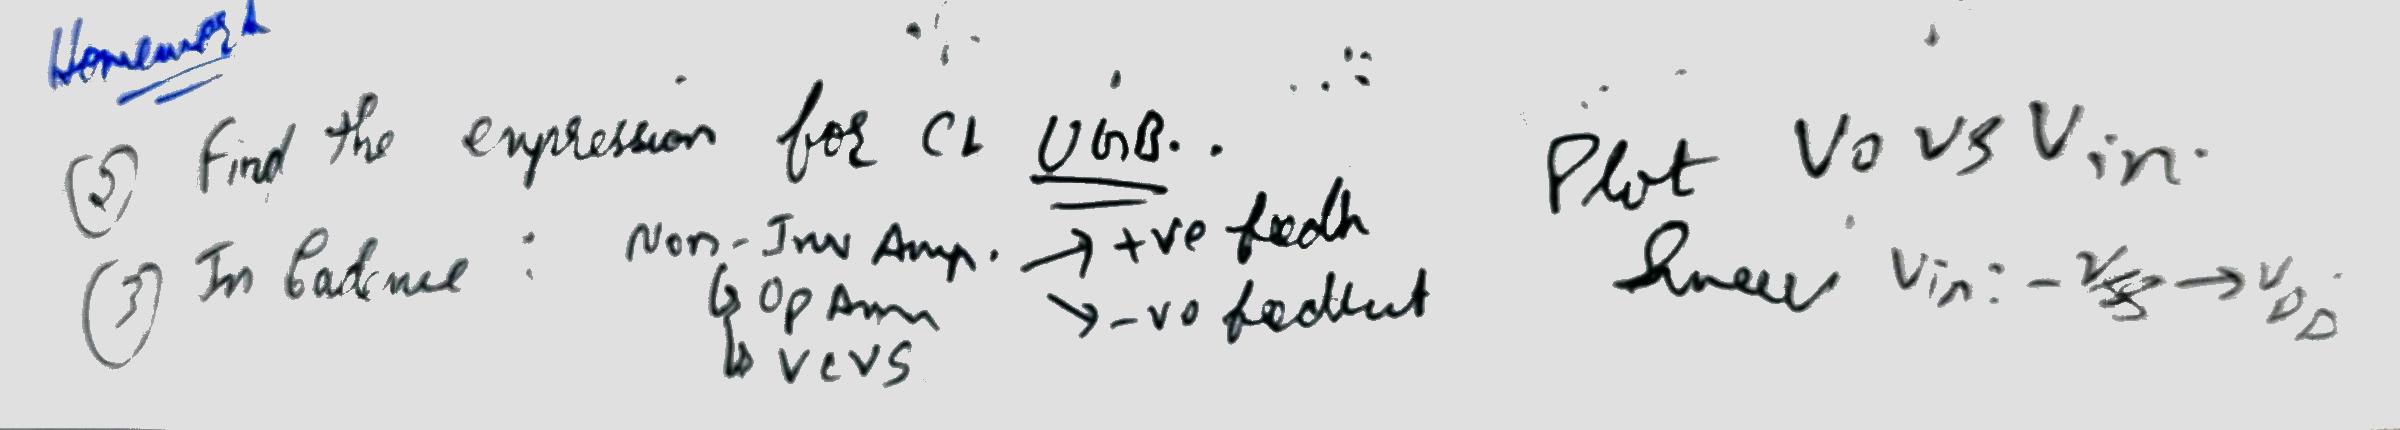 Homework
(2) Find the expression for CL UGB..
(3) In Cadence : Non-Inv Amp. → +ve feedb
↳ Op Amp → -ve feedback
↳ VCVS
Plot Vo vs Vin.
Vin: -VSS → VDD